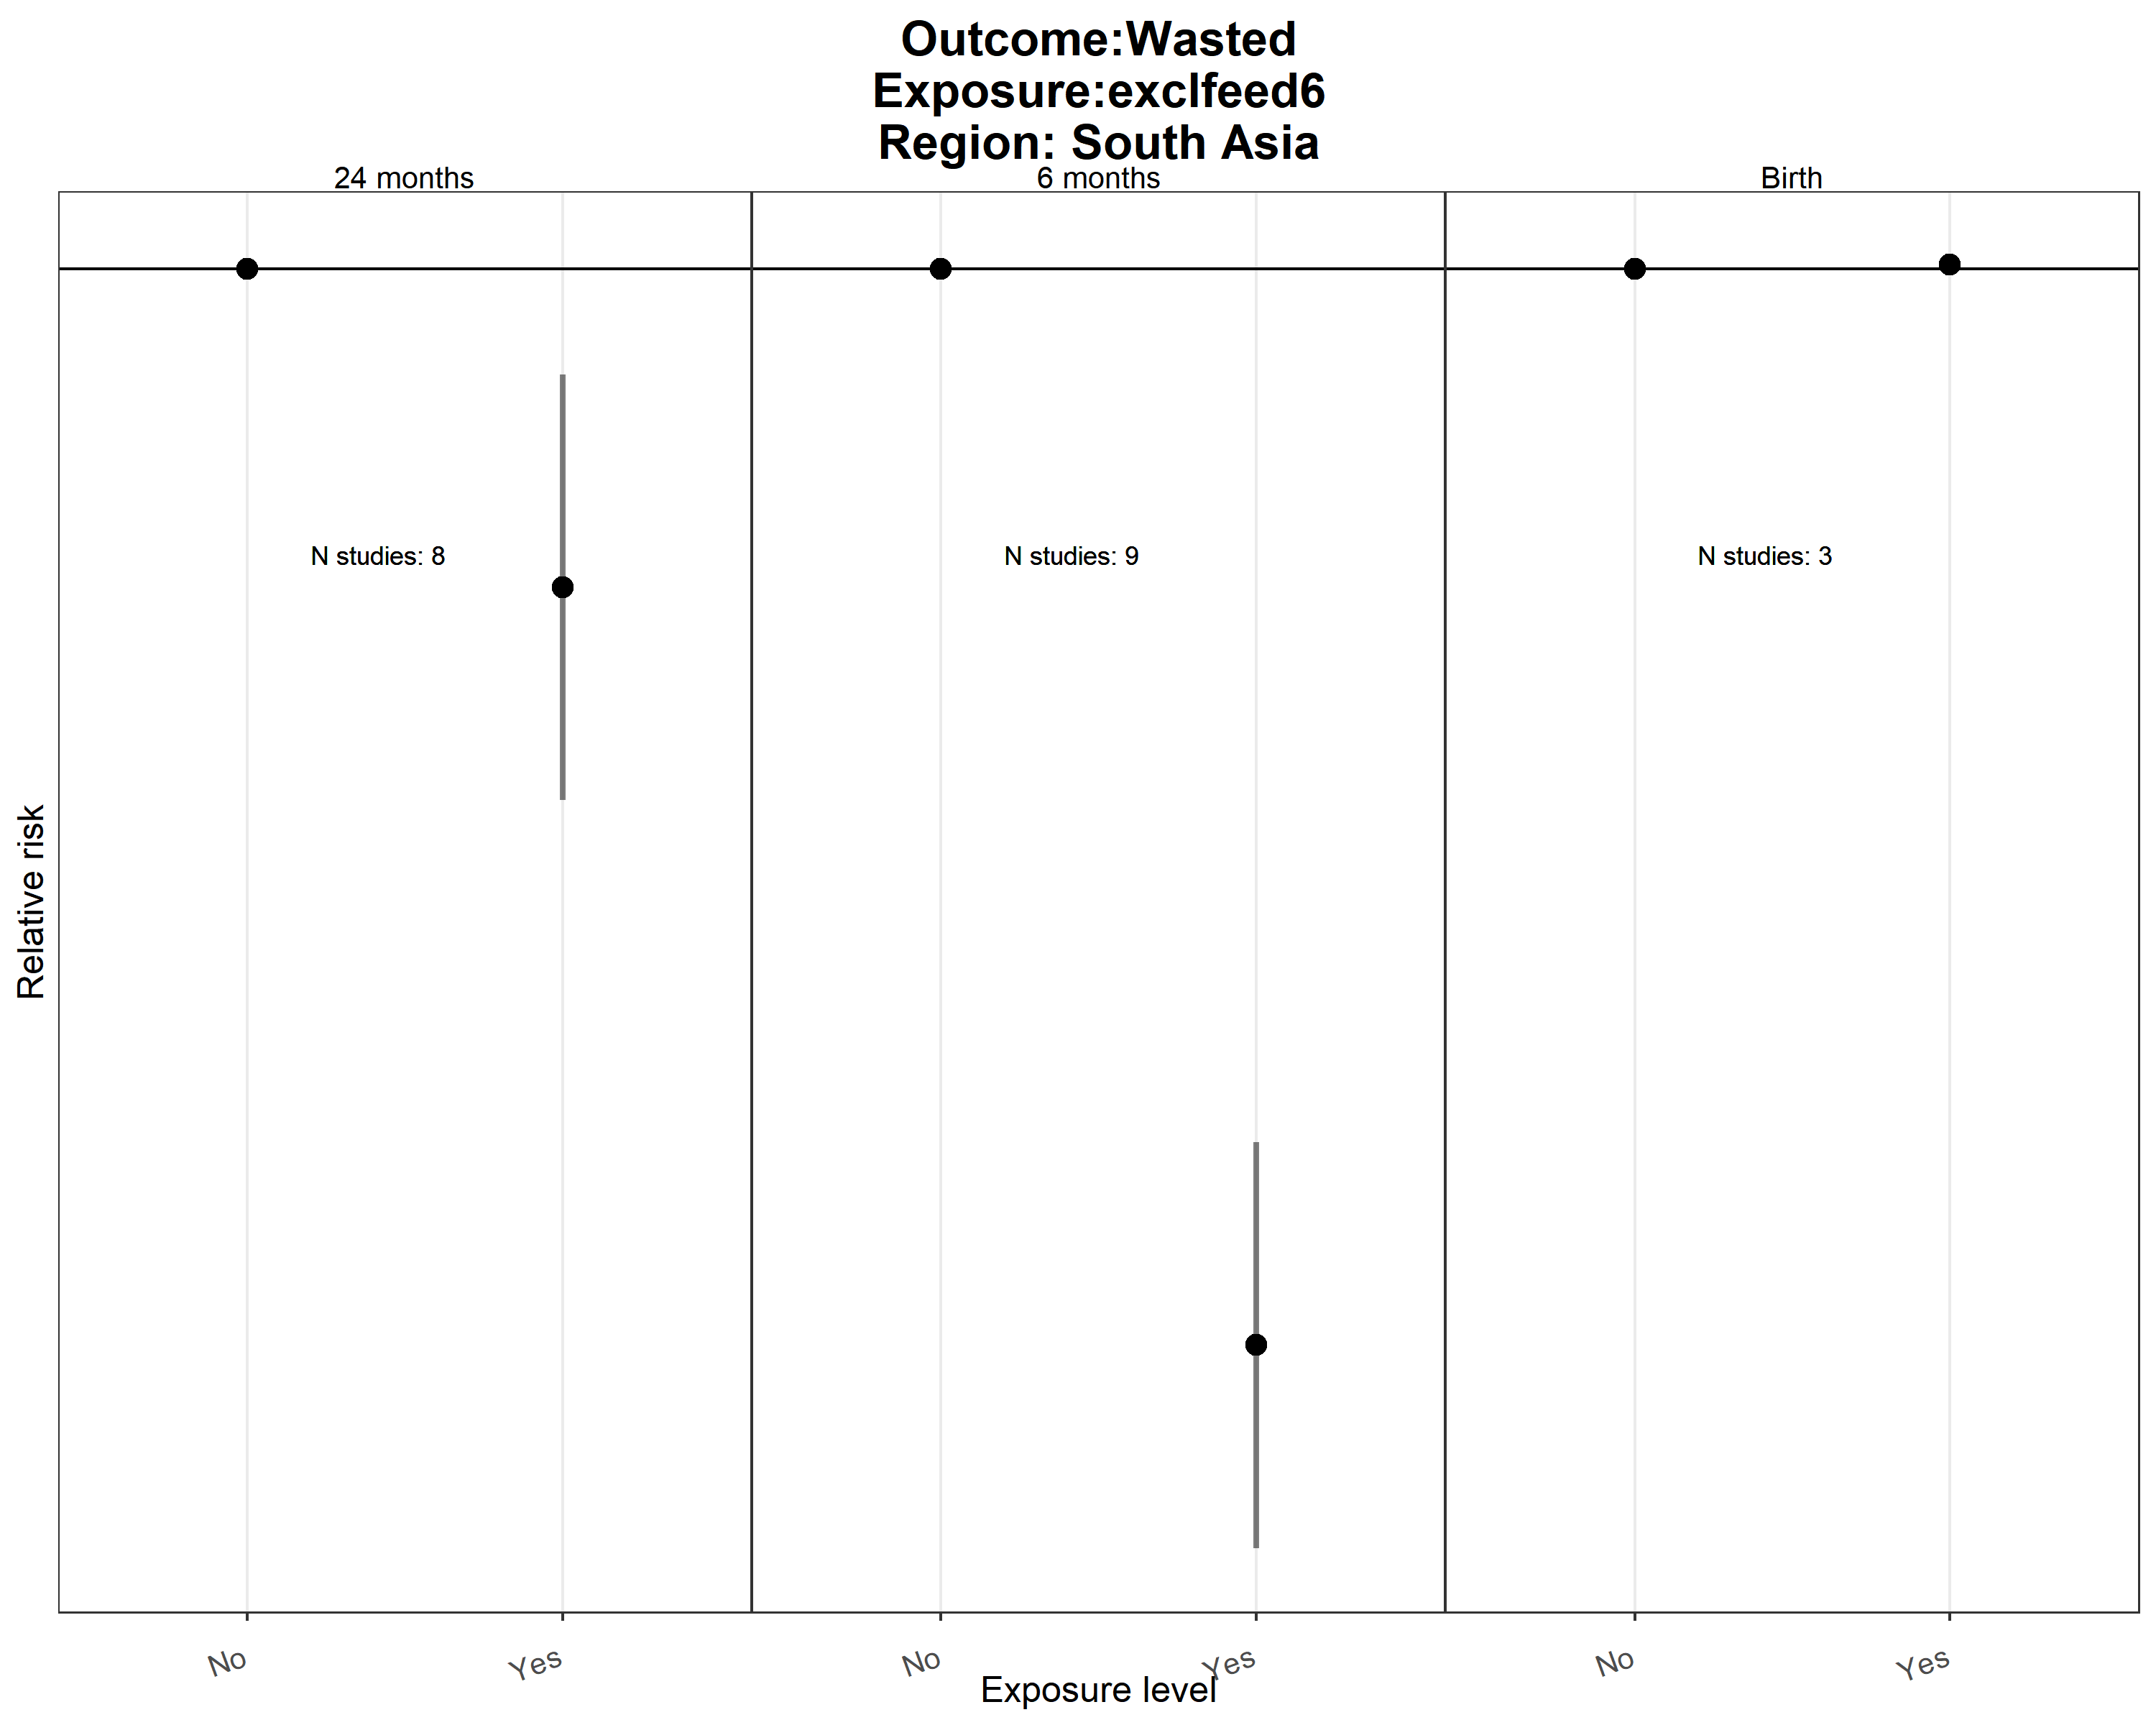 Outcome:Wasted
Exposure:exclfeed6
Region: South Asia
24 months
6 months
Birth
N studies: 8
N studies: 9
N studies: 3
Relative risk
No
Yes
No
Yes
No
Yes
Exposure level